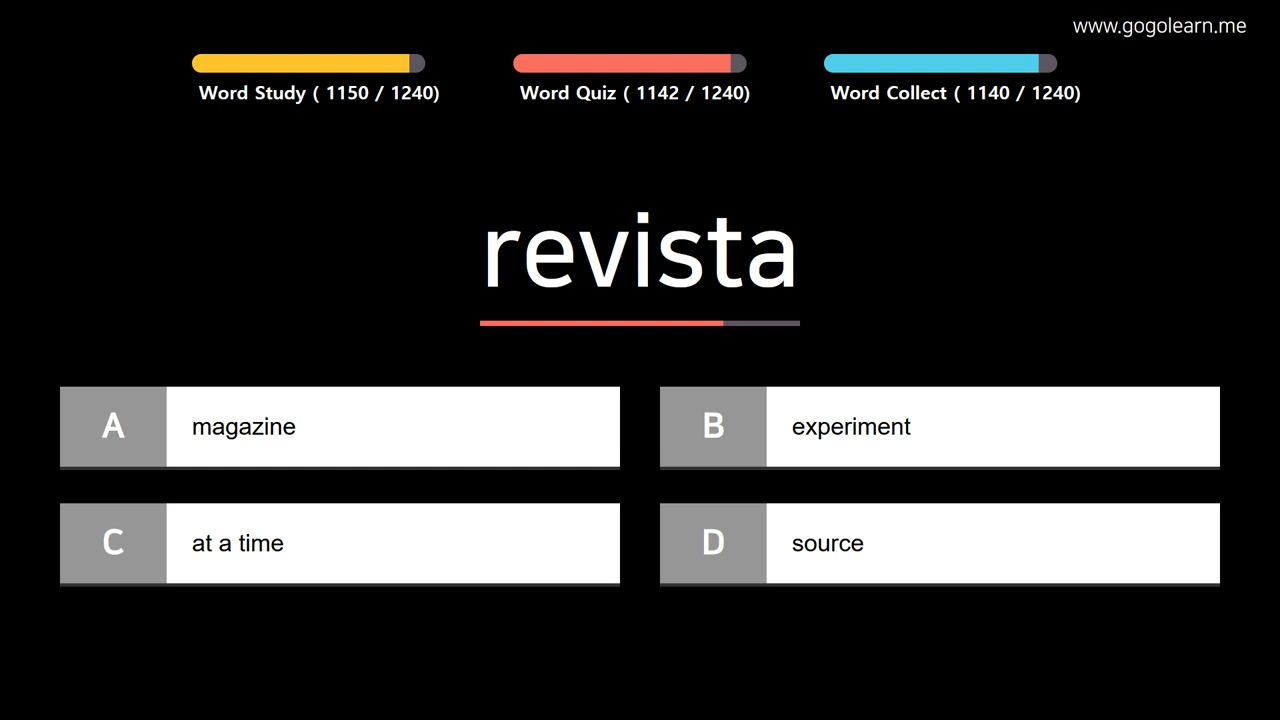 www.gogolearn.me
Word Study ( 1150 / 1240)
Word Quiz ( 1142 / 1240)
Word Collect ( 1140 / 1240)
revista
A magazine
B experiment
C at a time
D source